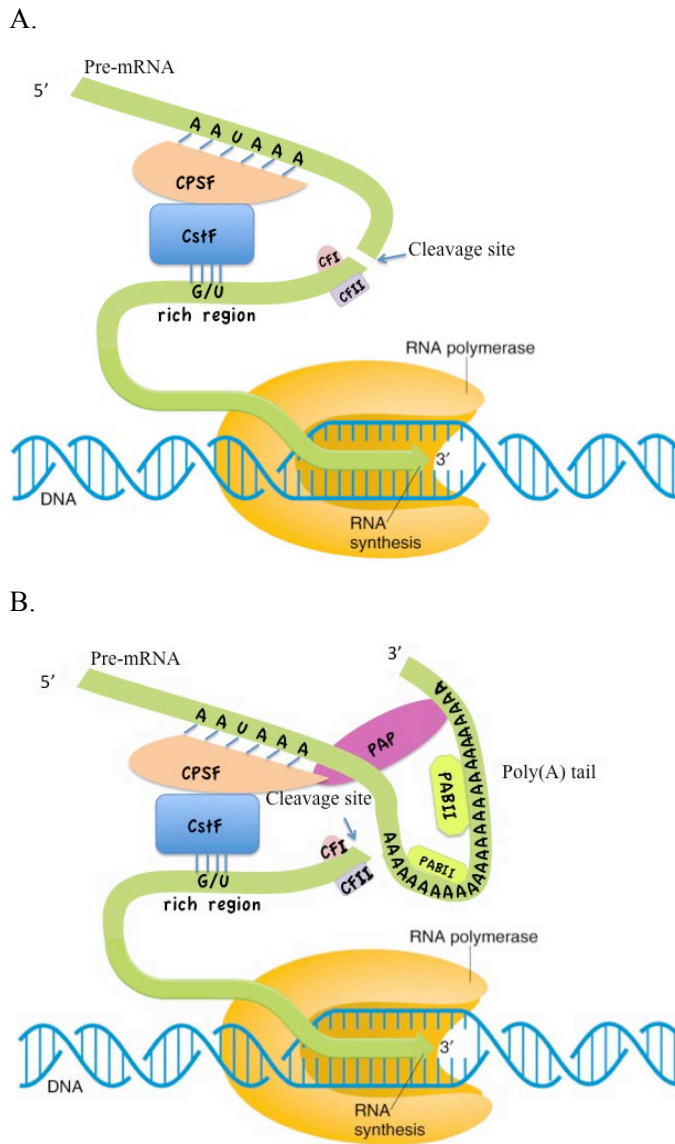 A.
Pre-mRNA
5'
A A U A A A
CPSF
CstF
CFI
Cleavage site
CFII
G/U
rich region
RNA polymerase
3'
DNA
RNA
synthesis
B.
3'
Pre-mRNA
5'
A A U A A A
PAP
AAAAAAAAAAAAAAAAAAAAAAAAAAAAAAA
Poly(A) tail
CPSF
PABII
Cleavage site
CstF
CFI
PABII
CFII
G/U
rich region
RNA polymerase
3'
DNA
RNA
synthesis